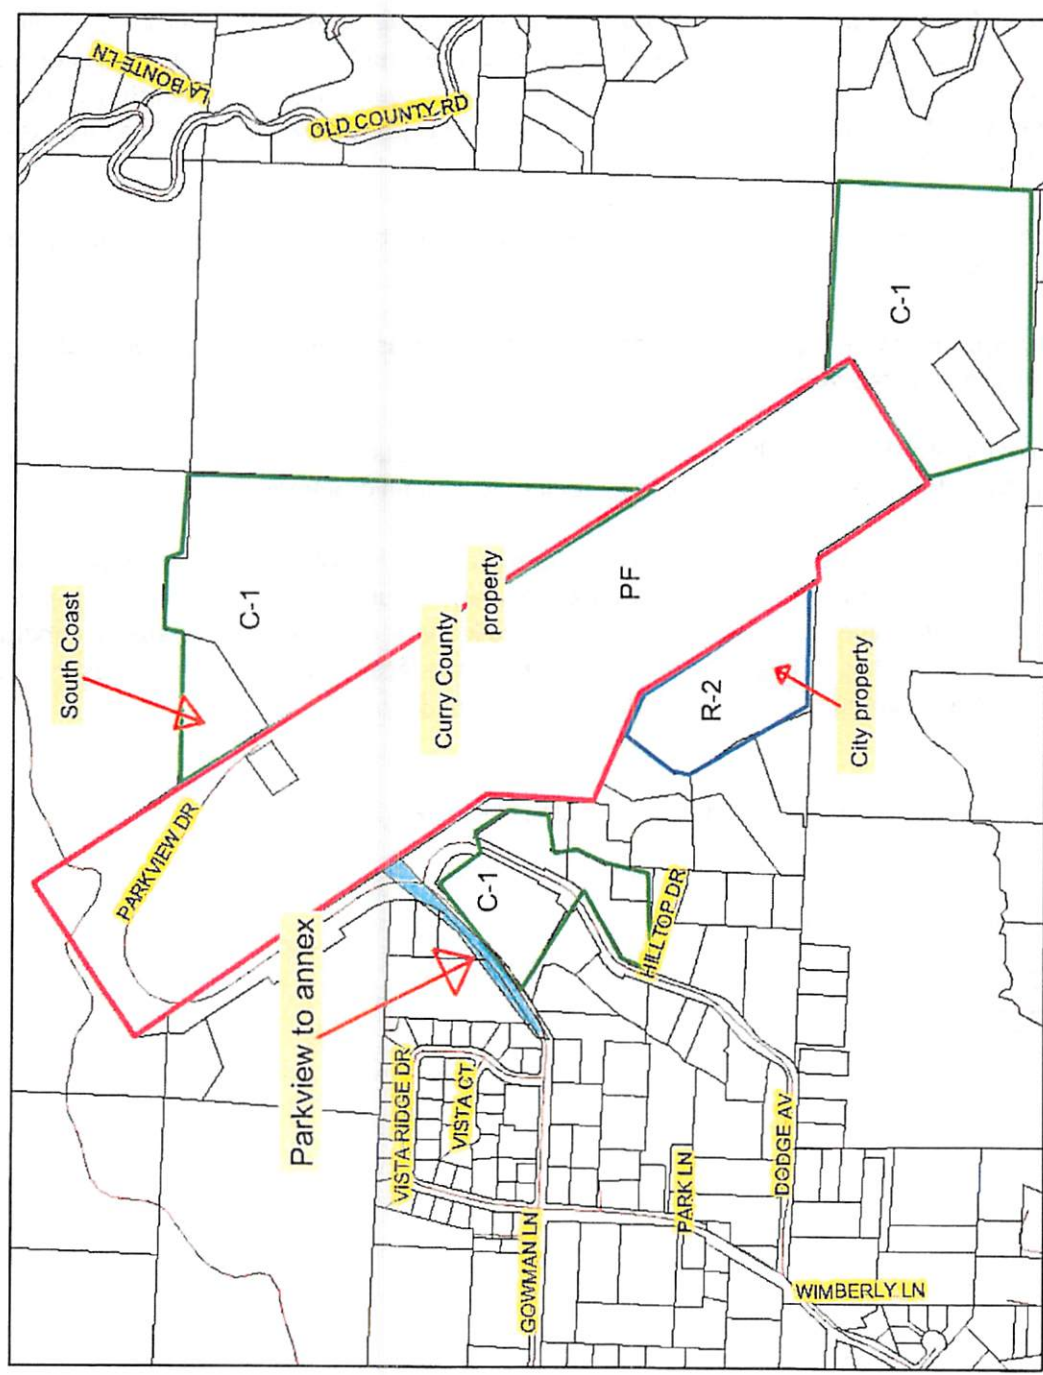 LA BONTE LN
OLD COUNTY RD
South Coast
C-1
C-1
Curry County
property
PF
PARKVIEW DR
R-2
City property
Parkview to annex
C-1
HILLTOP DR
VISTA RIDGE DR
VISTA CT
DODGE AV
PARK LN
GOWMAN LN
WIMBERLY LN